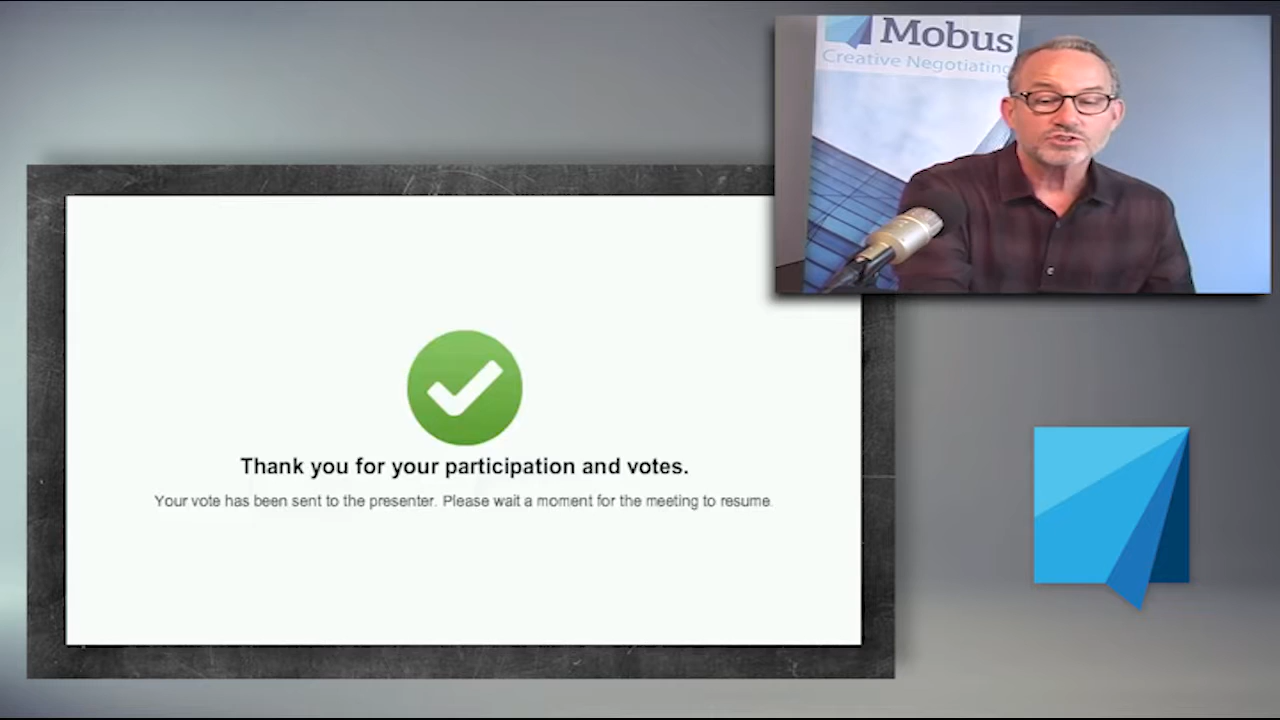 Mobus
Creative Negotiating
Thank you for your participation and votes.
Your vote has been sent to the presenter. Please wait a moment for the meeting to resume.